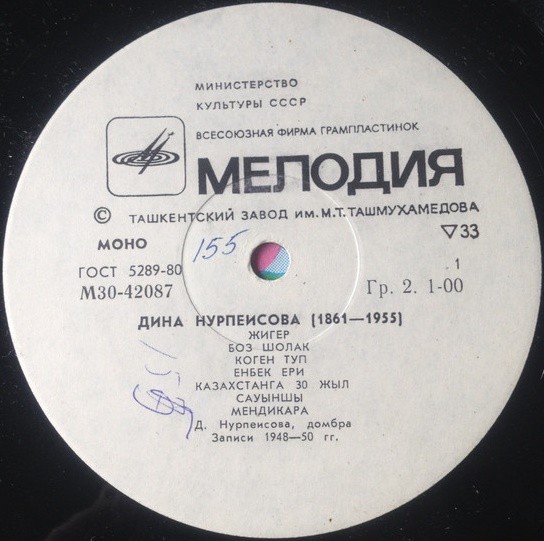 МИНИСТЕРСТВО
КУЛЬТУРЫ СССР
ВСЕСОЮЗНАЯ ФИРМА ГРАМПЛАСТИНОК
МЕЛОДИЯ
© ТАШКЕНТСКИЙ ЗАВОД ИМ. М.Т. ТАШМУХАМЕДОВА
МОНО 155 ▽33
ГОСТ 5289-80 1
М30-42087 Гр. 2. 1-00
ДИНА НУРПЕИСОВА (1861—1955)
ЖИГЕР
БОЗ ШОЛАК
КОГЕН ТУП
ЕНБЕК ЕРИ
КАЗАХСТАНГА 30 ЖЫЛ
САУЫНШЫ
МЕНДИКАРА
Д. Нурпеисова, домбра
Записи 1948—50 гг.